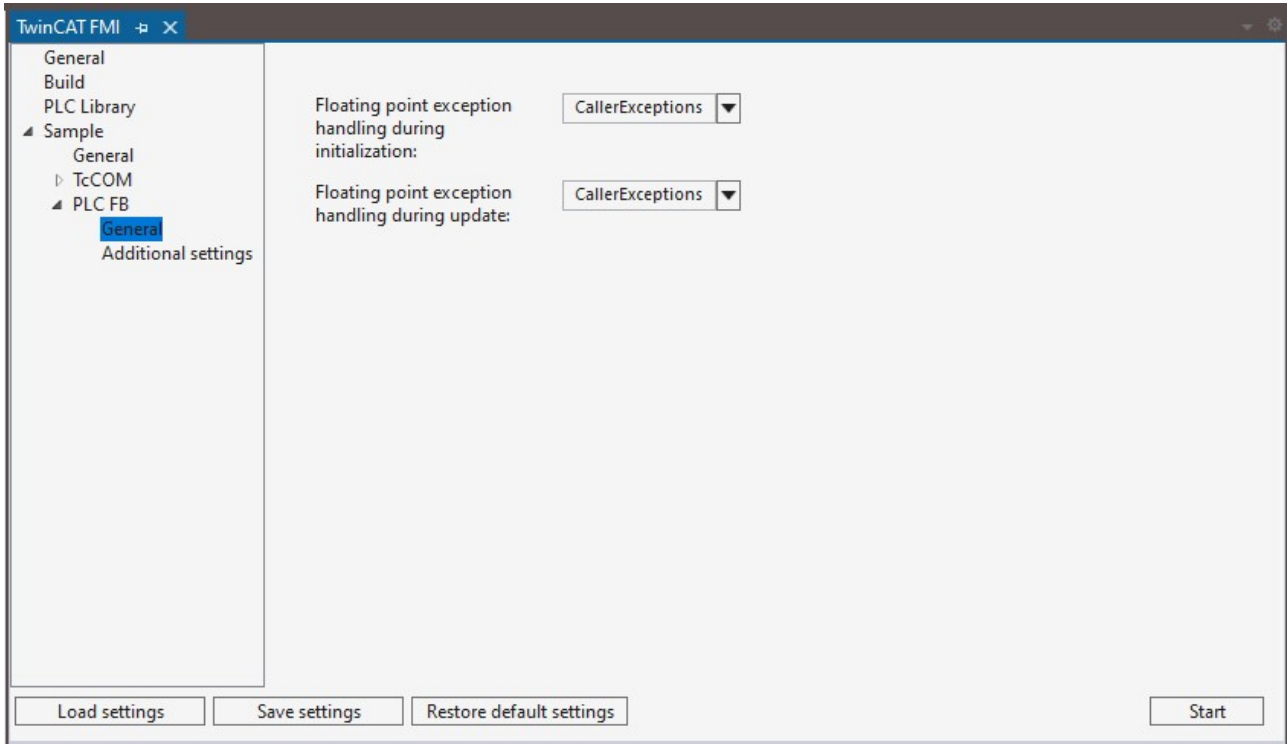 TwinCAT FMI
General
Build
PLC Library
Sample
General
TcCOM
PLC FB
General
Additional settings
Floating point exception
handling during
initialization:
CallerExceptions
Floating point exception
handling during update:
CallerExceptions
Load settings
Save settings
Restore default settings
Start